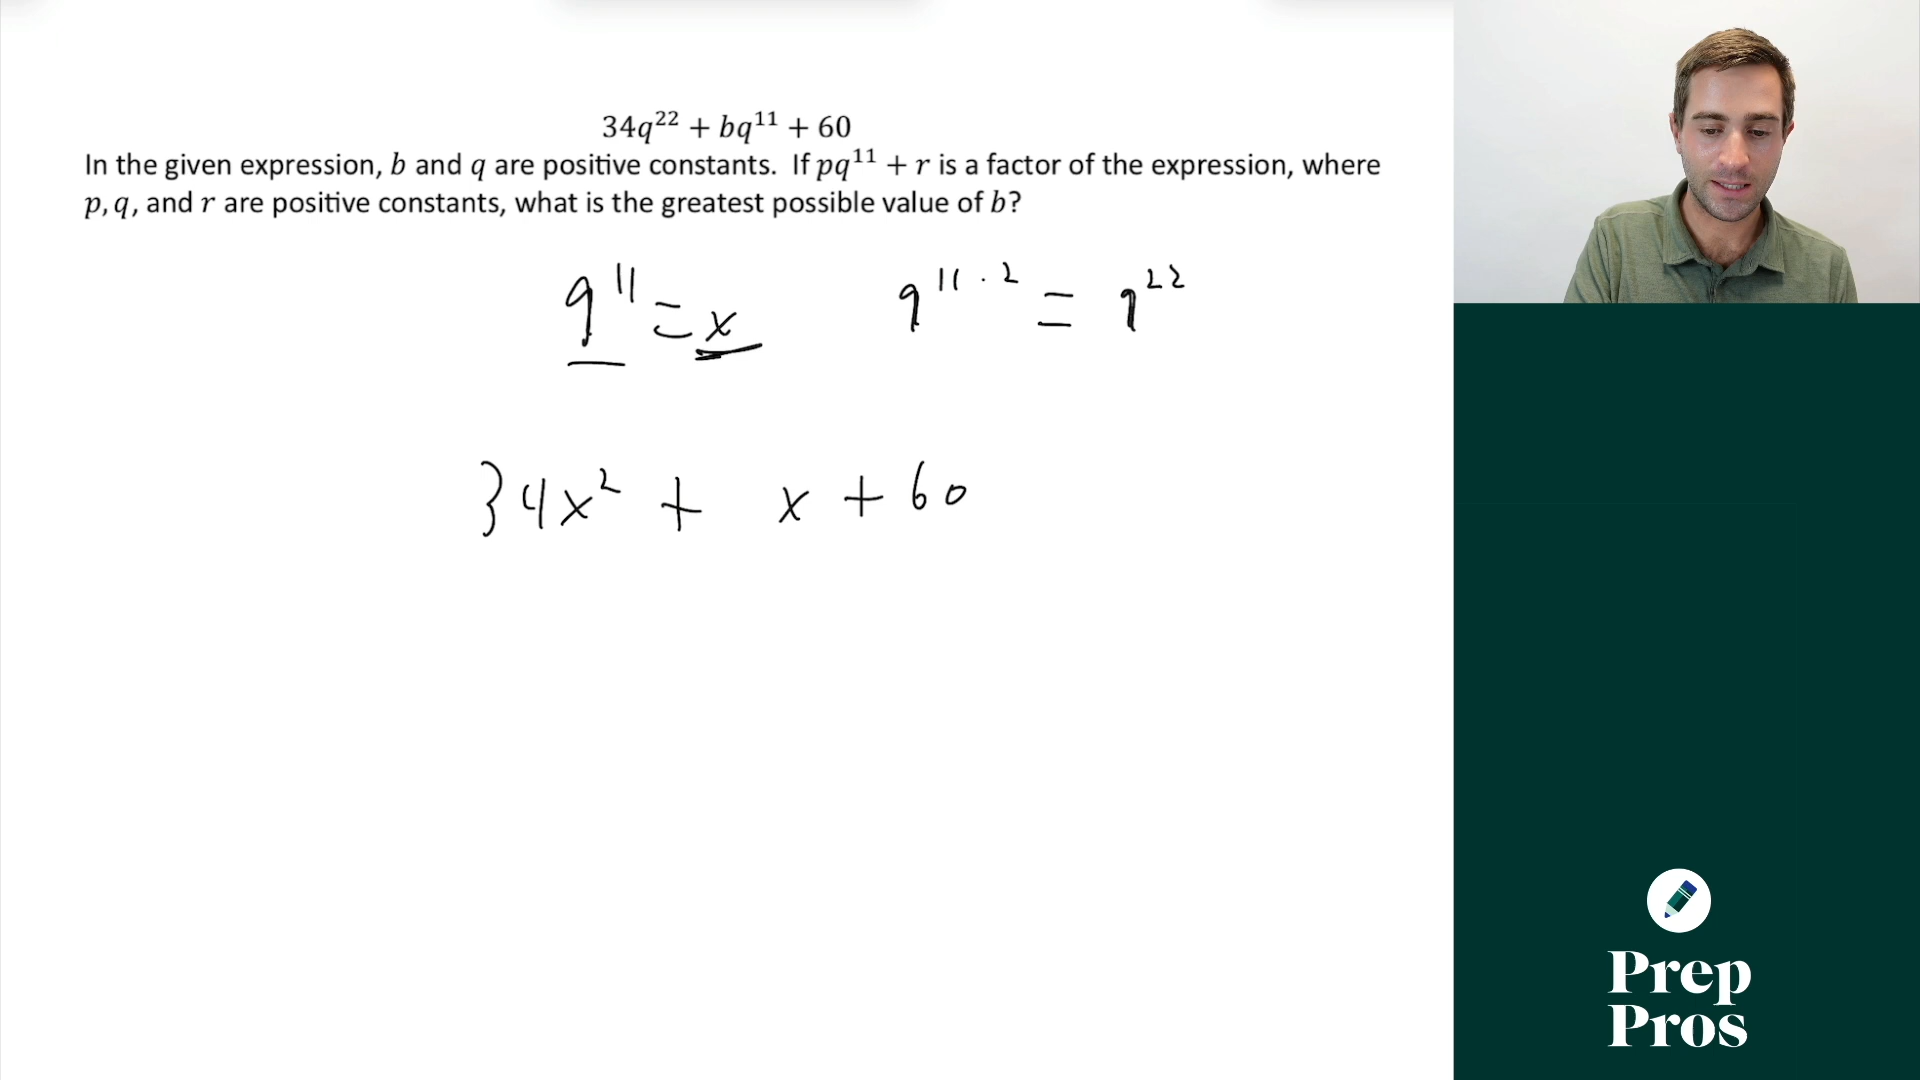 34q²² + bq¹¹ + 60
In the given expression, b and q are positive constants. If pq¹¹ + r is a factor of the expression, where
p, q, and r are positive constants, what is the greatest possible value of b?
q¹¹ = x q¹¹·² = q²²
34x² + x + 60
Prep
Pros